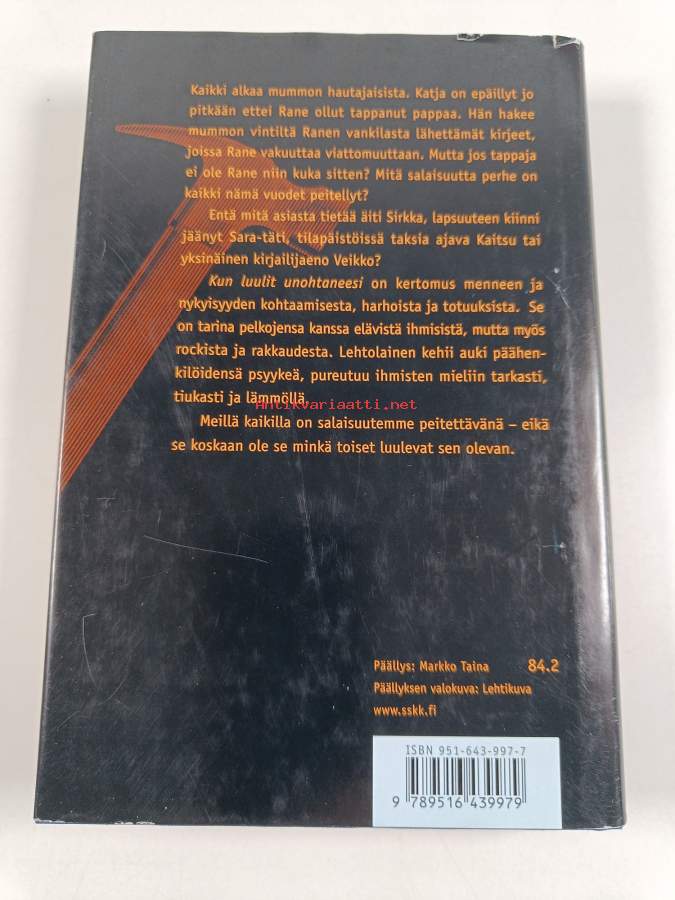 Kaikki alkaa mummon hautajaisista. Katja on epäillyt jo
pitkään ettei Rane ollut tappanut pappaa. Hän hakee
mummon vintiltä Ranen vankilasta lähettämät kirjeet,
joissa Rane vakuuttaa viattomuuttaan. Mutta jos tappaja
ei ole Rane niin kuka sitten? Mitä salaisuutta perhe on
kaikki nämä vuodet peitellyt?
Entä mitä asiasta tietää äiti Sirkka, lapsuuteen kiinni
jäänyt Sara-täti, tilapäistöissä taksia ajava Kaitsu tai
yksinäinen kirjailijaeno Veikko?
Kun luulit unohtaneesi on kertomus menneen ja
nykyisyyden kohtaamisesta, harhoista ja totuuksista. Se
on tarina pelkojensa kanssa elävistä ihmisistä, mutta myös
rockista ja rakkaudesta. Lehtolainen kehii auki päähen-
kilöidensä psyykeä, pureutuu ihmisten mieliin tarkasti,
tiukasti ja lämmöllä.
Antikvariaatti.net
Meillä kaikilla on salaisuutemme peitettävänä – eikä
se koskaan ole se minkä toiset luulevat sen olevan.
Päällys: Markko Taina 84.2
Päällyksen valokuva: Lehtikuva
www.sskk.fi
ISBN 951-643-997-7
9 789516 439979